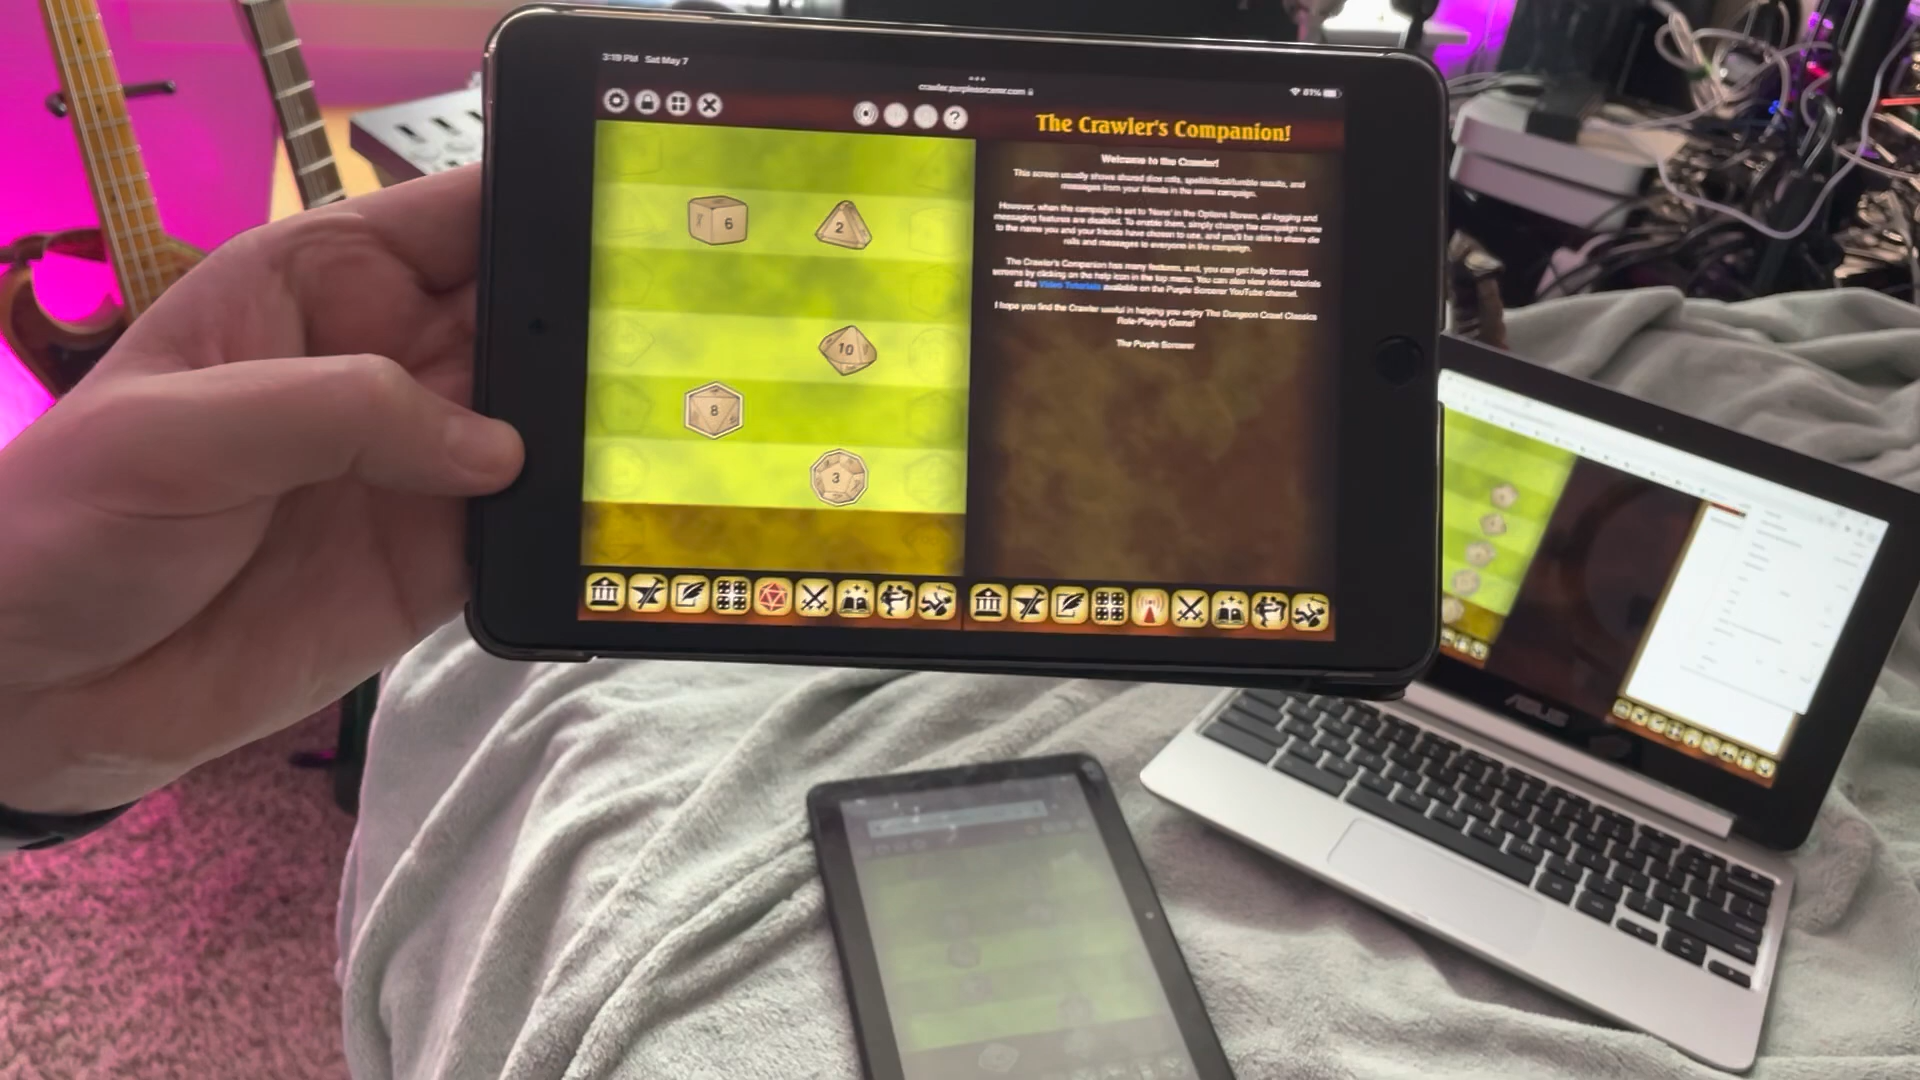 3:19 PM Sat May 7
crawler.purplesorcerer.com
81%
?
The Crawler's Companion!
Welcome to the Crawler!
This screen usually shows shared dice rolls, spell/critical/fumble results, and
messages from your friends in the same campaign.
However, when the campaign is set to 'None' in the Options Screen, all logging and
messaging features are disabled. To enable them, simply change the campaign name
to the name you and your friends have chosen to use, and you'll be able to share die
rolls and messages to everyone in the campaign.
The Crawler's Companion has many features, and, you can get help from most
screens by clicking on the help icon in the top menu. You can also view video tutorials
at the Video Tutorials available on the Purple Sorcerer YouTube channel.
I hope you find the Crawler useful in helping you enjoy The Dungeon Crawl Classics
Role-Playing Game!
The Purple Sorcerer
6
2
10
8
3
ASUS